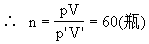 ∴ n = pV/p'V' = 60(瓶)